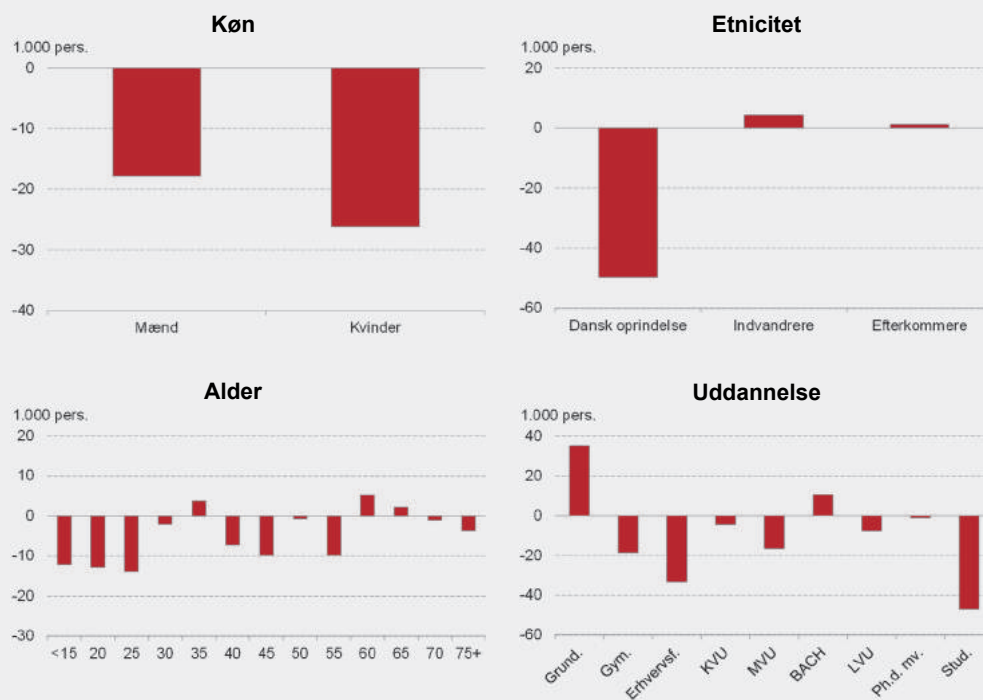 Køn
1.000 pers.
0
-10
-20
-30
-40
Mænd
Kvinder
Etnicitet
1.000 pers.
20
0
-20
-40
-60
Dansk oprindelse
Indvandrere
Efterkommere
Alder
1.000 pers.
20
10
0
-10
-20
-30
<15 20 25 30 35 40 45 50 55 60 65 70 75+
Uddannelse
1.000 pers.
40
20
0
-20
-40
-60
Grund.
Gym.
Erhvervsf.
KVU
MVU
BACH
LVU
Ph.d. mv.
Stud.